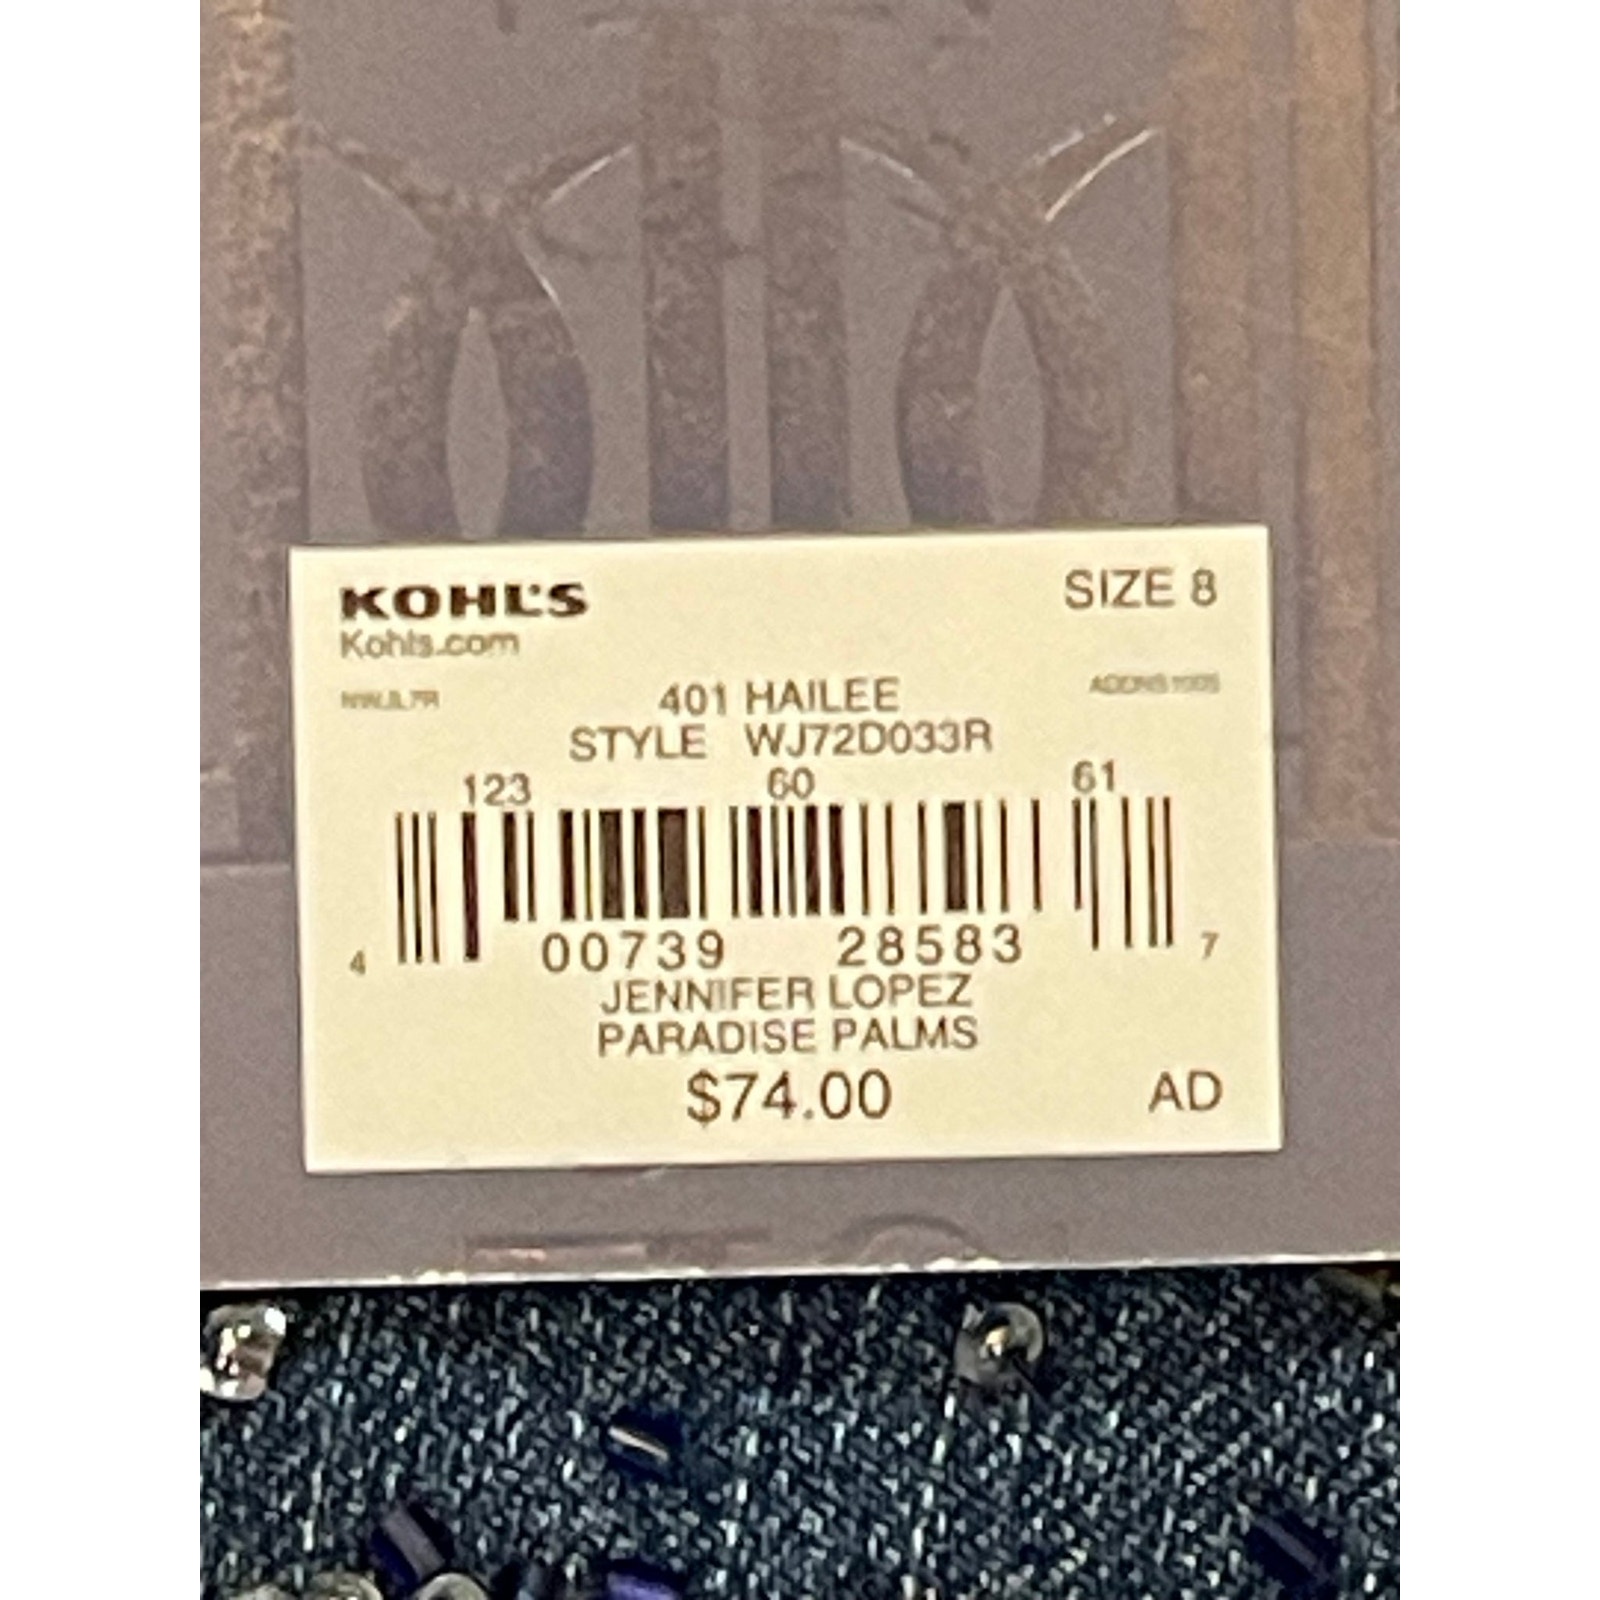 KOHL'S
SIZE 8
Kohls.com
401 HAILEE
STYLE WJ72D033R
123 60 61
4 00739 28583 7
JENNIFER LOPEZ
PARADISE PALMS
$74.00
AD